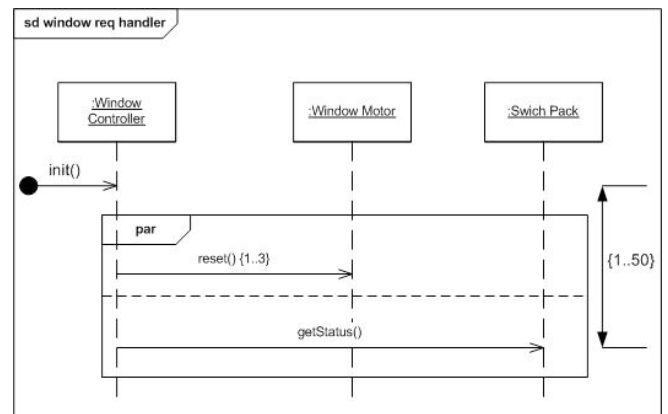 sd window req handler
:Window
Controller
:Window Motor
:Swich Pack
init()
par
reset() {1..3}
{1..50}
getStatus()